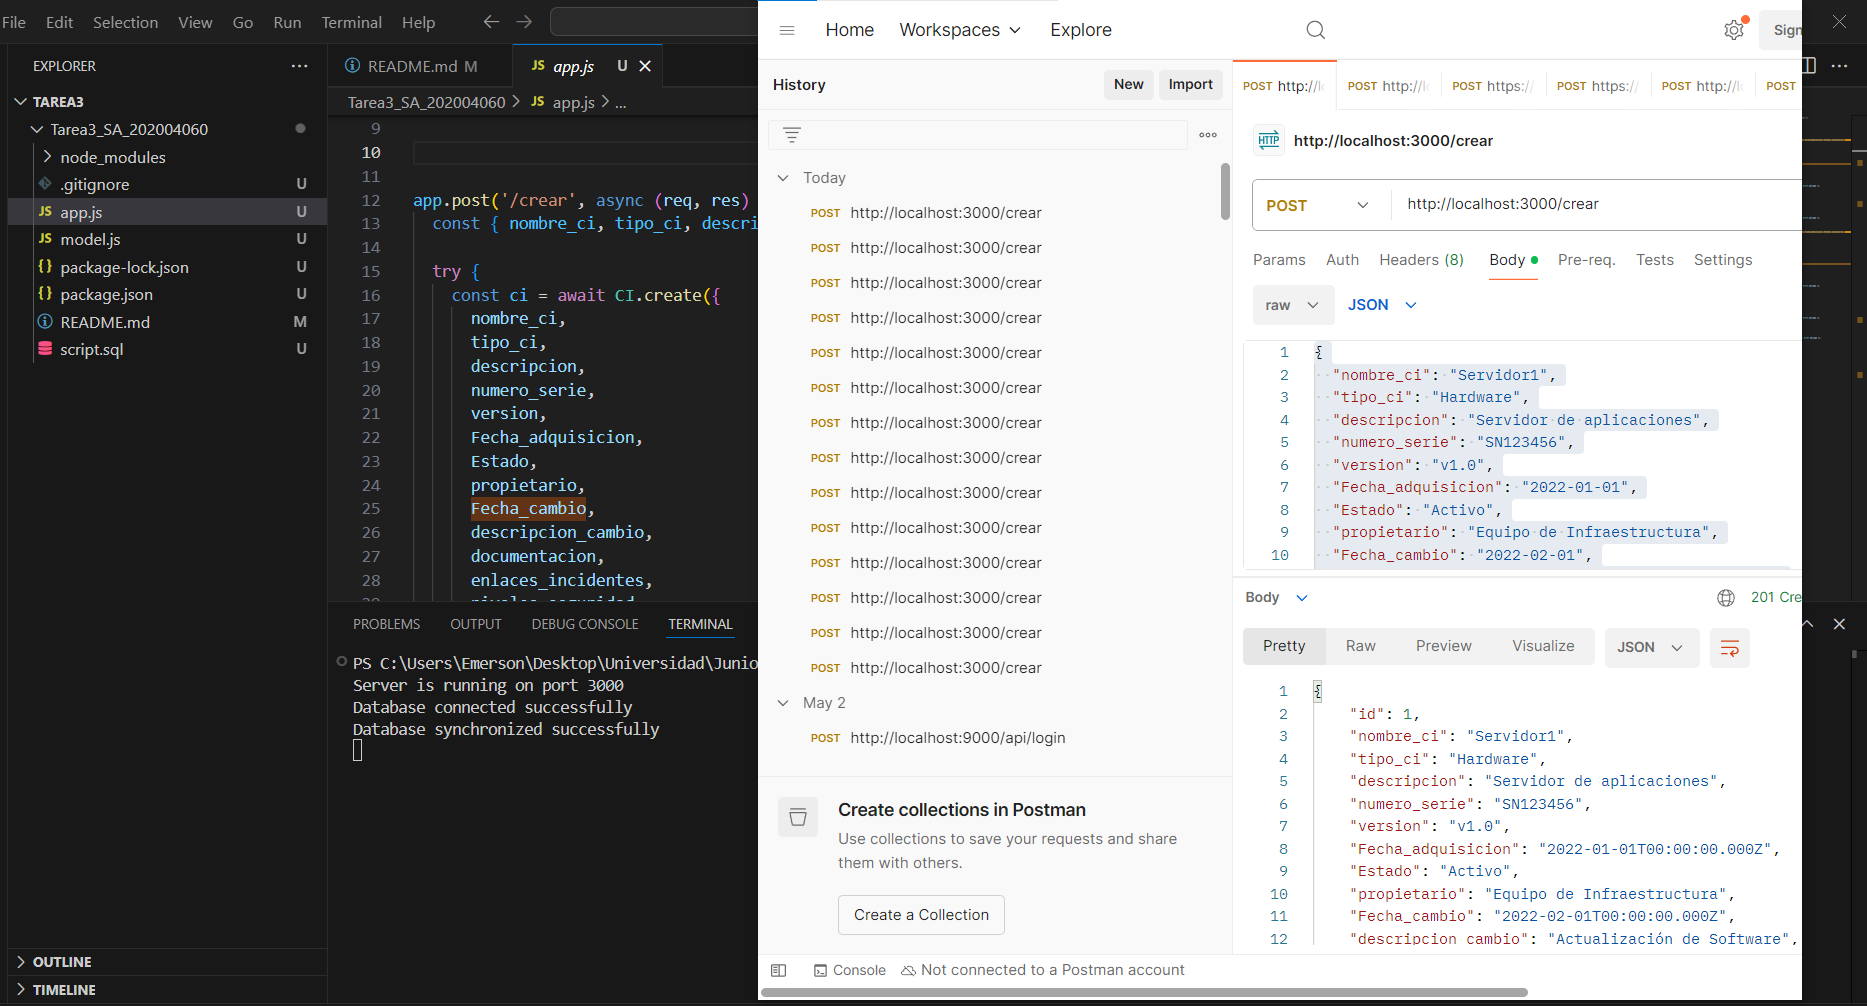 File Edit Selection View Go Run Terminal Help
EXPLORER
TAREA3
Tarea3_SA_202004060
node_modules
.gitignore U
JS app.js U
JS model.js U
{} package-lock.json U
{} package.json U
README.md M
script.sql U
OUTLINE
TIMELINE
README.md M
JS app.js U
Tarea3_SA_202004060 > JS app.js > ...
9
10
11
12 app.post('/crear', async (req, res)
13 const { nombre_ci, tipo_ci, descri
14
15 try {
16 const ci = await CI.create({
17 nombre_ci,
18 tipo_ci,
19 descripcion,
20 numero_serie,
21 version,
22 Fecha_adquisicion,
23 Estado,
24 propietario,
25 Fecha_cambio,
26 descripcion_cambio,
27 documentacion,
28 enlaces_incidentes,
PROBLEMS OUTPUT DEBUG CONSOLE TERMINAL
PS C:\Users\Emerson\Desktop\Universidad\Junio
Server is running on port 3000
Database connected successfully
Database synchronized successfully
Home Workspaces Explore
Sign
History New Import
Today
POST http://localhost:3000/crear
POST http://localhost:3000/crear
POST http://localhost:3000/crear
POST http://localhost:3000/crear
POST http://localhost:3000/crear
POST http://localhost:3000/crear
POST http://localhost:3000/crear
POST http://localhost:3000/crear
POST http://localhost:3000/crear
POST http://localhost:3000/crear
POST http://localhost:3000/crear
POST http://localhost:3000/crear
POST http://localhost:3000/crear
POST http://localhost:3000/crear
May 2
POST http://localhost:9000/api/login
Create collections in Postman
Use collections to save your requests and share
them with others.
Create a Collection
Console Not connected to a Postman account
POST http://l POST http://l POST https:// POST https:// POST http://l POST
HTTP http://localhost:3000/crear
POST http://localhost:3000/crear
Params Auth Headers (8) Body Pre-req. Tests Settings
raw JSON
1 {
2 "nombre_ci": "Servidor1",
3 "tipo_ci": "Hardware",
4 "descripcion": "Servidor de aplicaciones",
5 "numero_serie": "SN123456",
6 "version": "v1.0",
7 "Fecha_adquisicion": "2022-01-01",
8 "Estado": "Activo",
9 "propietario": "Equipo de Infraestructura",
10 "Fecha_cambio": "2022-02-01",
Body 201 Cre
Pretty Raw Preview Visualize JSON
1 {
2 "id": 1,
3 "nombre_ci": "Servidor1",
4 "tipo_ci": "Hardware",
5 "descripcion": "Servidor de aplicaciones",
6 "numero_serie": "SN123456",
7 "version": "v1.0",
8 "Fecha_adquisicion": "2022-01-01T00:00:00.000Z",
9 "Estado": "Activo",
10 "propietario": "Equipo de Infraestructura",
11 "Fecha_cambio": "2022-02-01T00:00:00.000Z",
12 "descripcion_cambio": "Actualización de Software",